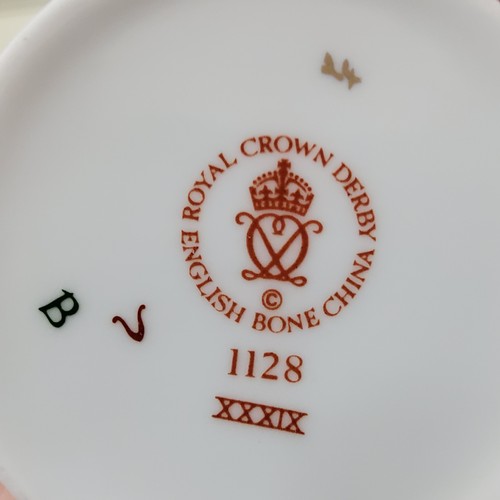 ROYAL CROWN DERBY
ENGLISH BONE CHINA
©
1128
XXXIX
B